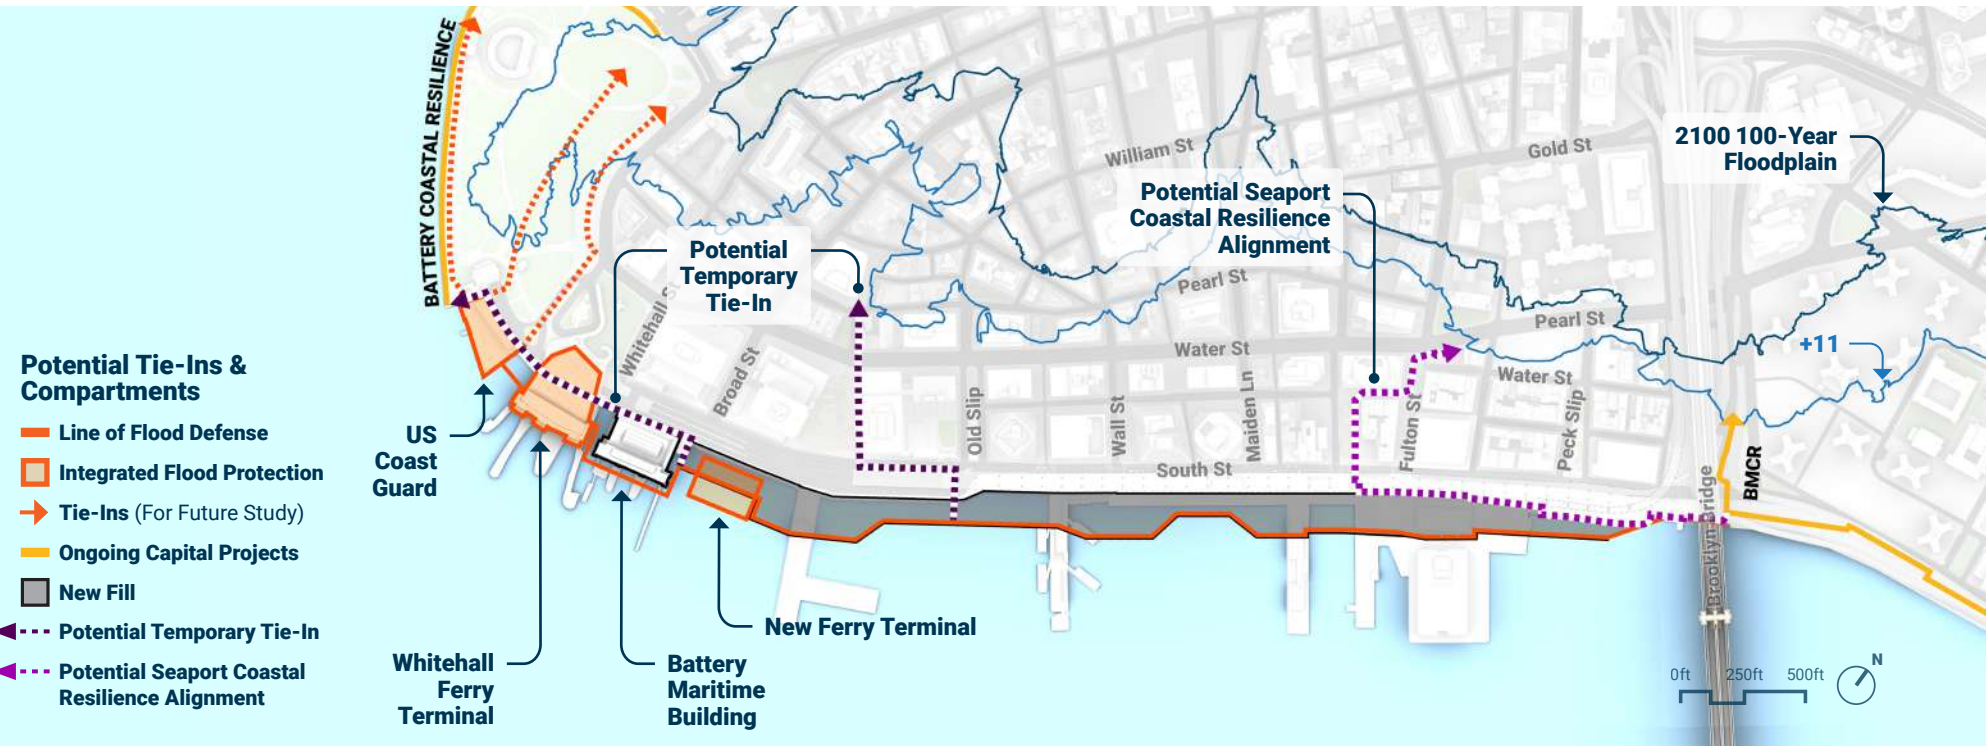 BATTERY COASTAL RESILIENCE
William St
Gold St
2100 100-Year
Floodplain
Potential Seaport
Coastal Resilience
Alignment
Potential
Temporary
Tie-In
Whitehall St
Pearl St
Pearl St
+11
Water St
Water St
Broad St
Old Slip
Wall St
Maiden Ln
Fulton St
Peck Slip
South St
Brooklyn Bridge
BMCR
Potential Tie-Ins &
Compartments
Line of Flood Defense
Integrated Flood Protection
Tie-Ins (For Future Study)
Ongoing Capital Projects
New Fill
Potential Temporary Tie-In
Potential Seaport Coastal
Resilience Alignment
US
Coast
Guard
Whitehall
Ferry
Terminal
Battery
Maritime
Building
New Ferry Terminal
0ft 250ft 500ft
N